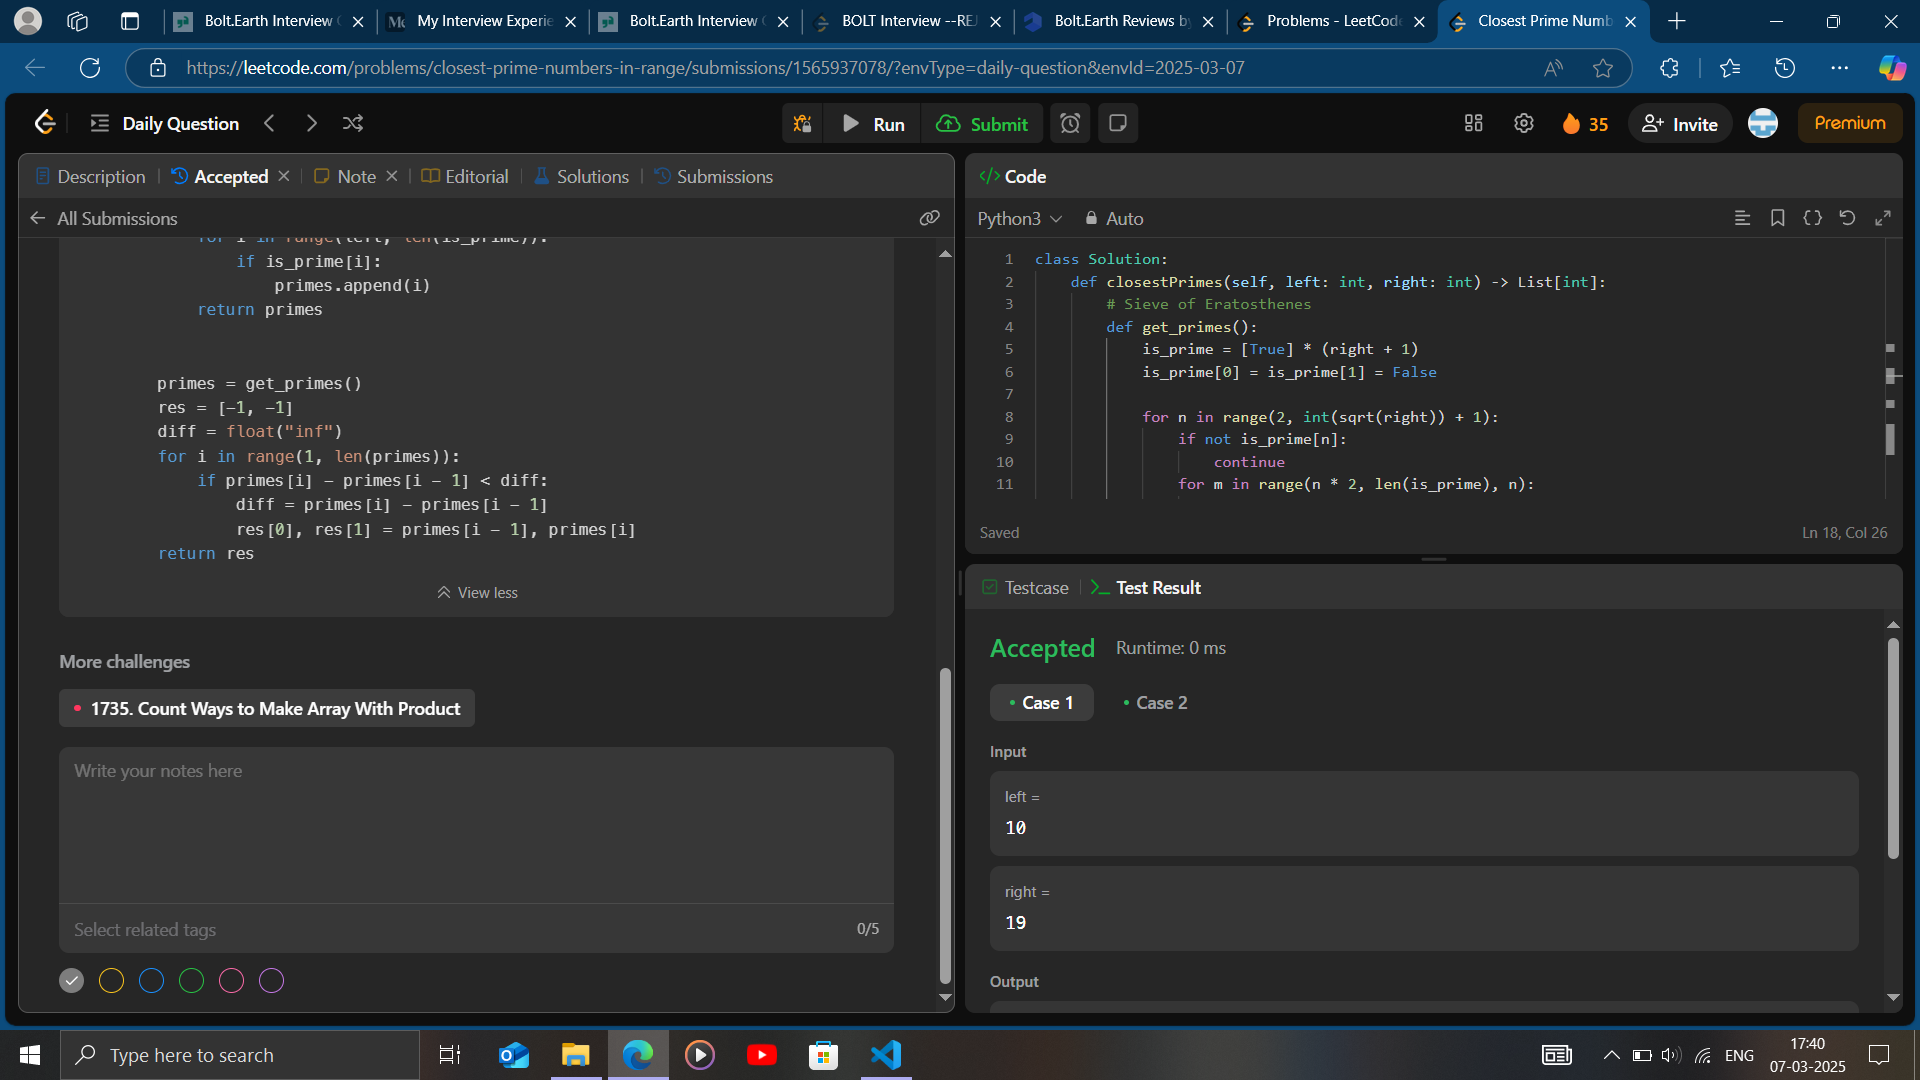 Bolt.Earth Interview
My Interview Experie
Bolt.Earth Interview
BOLT Interview --REJ
Bolt.Earth Reviews by
Problems - LeetCode
Closest Prime Numb
https://leetcode.com/problems/closest-prime-numbers-in-range/submissions/1565937078/?envType=daily-question&envId=2025-03-07
Daily Question
Run
Submit
35
Invite
Premium
Description
Accepted
Note
Editorial
Solutions
Submissions
All Submissions
for i in range(left, len(is_prime)):
if is_prime[i]:
primes.append(i)
return primes
primes = get_primes()
res = [-1, -1]
diff = float("inf")
for i in range(1, len(primes)):
if primes[i] - primes[i - 1] < diff:
diff = primes[i] - primes[i - 1]
res[0], res[1] = primes[i - 1], primes[i]
return res
View less
More challenges
1735. Count Ways to Make Array With Product
Write your notes here
Select related tags
0/5
</> Code
Python3
Auto
1 class Solution:
2 def closestPrimes(self, left: int, right: int) -> List[int]:
3 # Sieve of Eratosthenes
4 def get_primes():
5 is_prime = [True] * (right + 1)
6 is_prime[0] = is_prime[1] = False
7
8 for n in range(2, int(sqrt(right)) + 1):
9 if not is_prime[n]:
10 continue
11 for m in range(n * 2, len(is_prime), n):
Saved
Ln 18, Col 26
Testcase
Test Result
Accepted
Runtime: 0 ms
Case 1
Case 2
Input
left =
10
right =
19
Output
Type here to search
ENG
17:40
07-03-2025